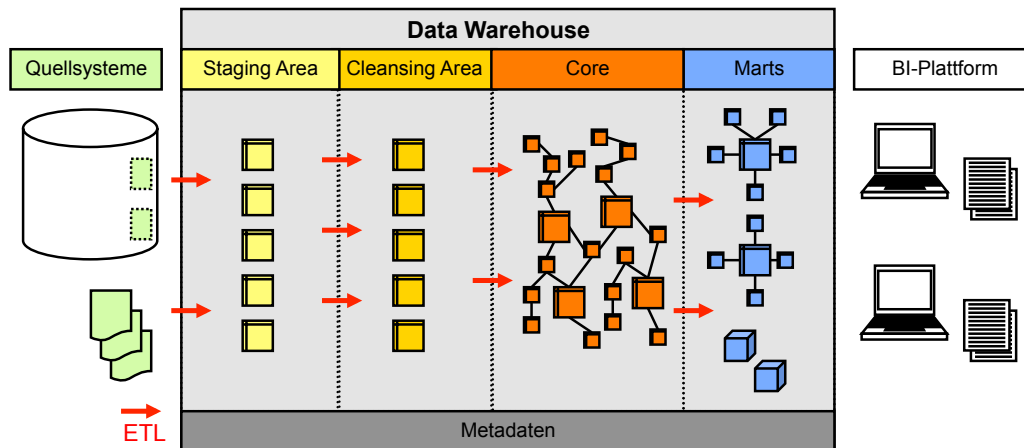 Data Warehouse
Quellsysteme
Staging Area
Cleansing Area
Core
Marts
BI-Plattform
ETL
Metadaten